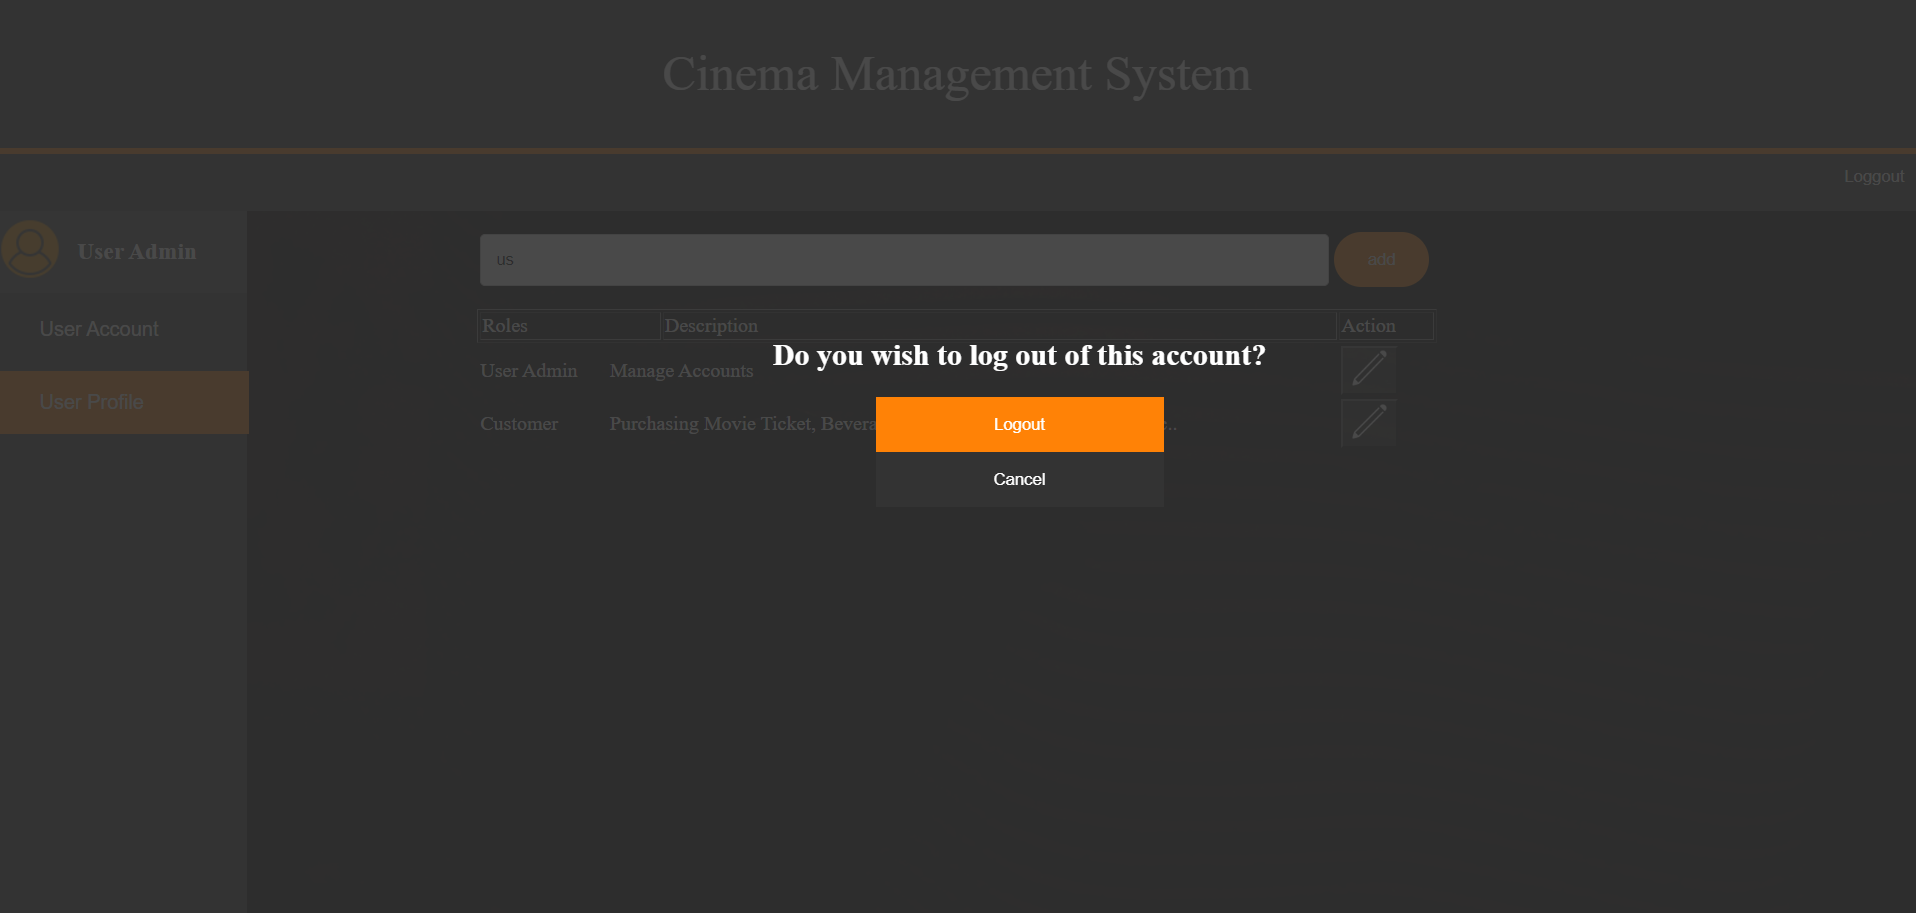 Cinema Management System
Loggout
User Admin
us
add
User Account
Roles Description Action
Do you wish to log out of this account?
User Admin Manage Accounts
User Profile
Customer Purchasing Movie Ticket, Bevera
Logout
Cancel